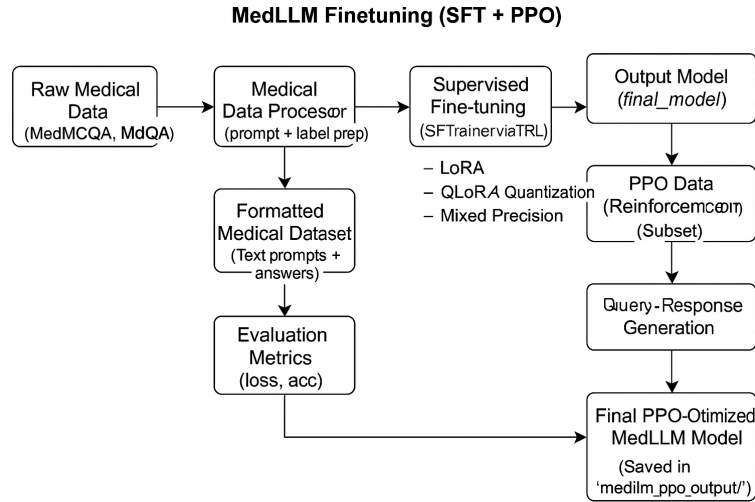 MedLLM Finetuning (SFT + PPO)
Raw Medical
Data
(MedMCQA, MdQA)
Medical
Data Procesor
(prompt + label prep)
Supervised
Fine-tuning
(SFTrainerviaTRL)
– LoRA
– QLoRA Quantization
– Mixed Precision
Output Model
(final_model)
PPO Data
(Subset)
Formatted
Medical Dataset
(Text prompts +
answers)
Evaluation
Metrics
(loss, acc)
Query-Response
Generation
Final PPO-Otimized
MedLLM Model
(Saved in
'medilm_ppo_output/')